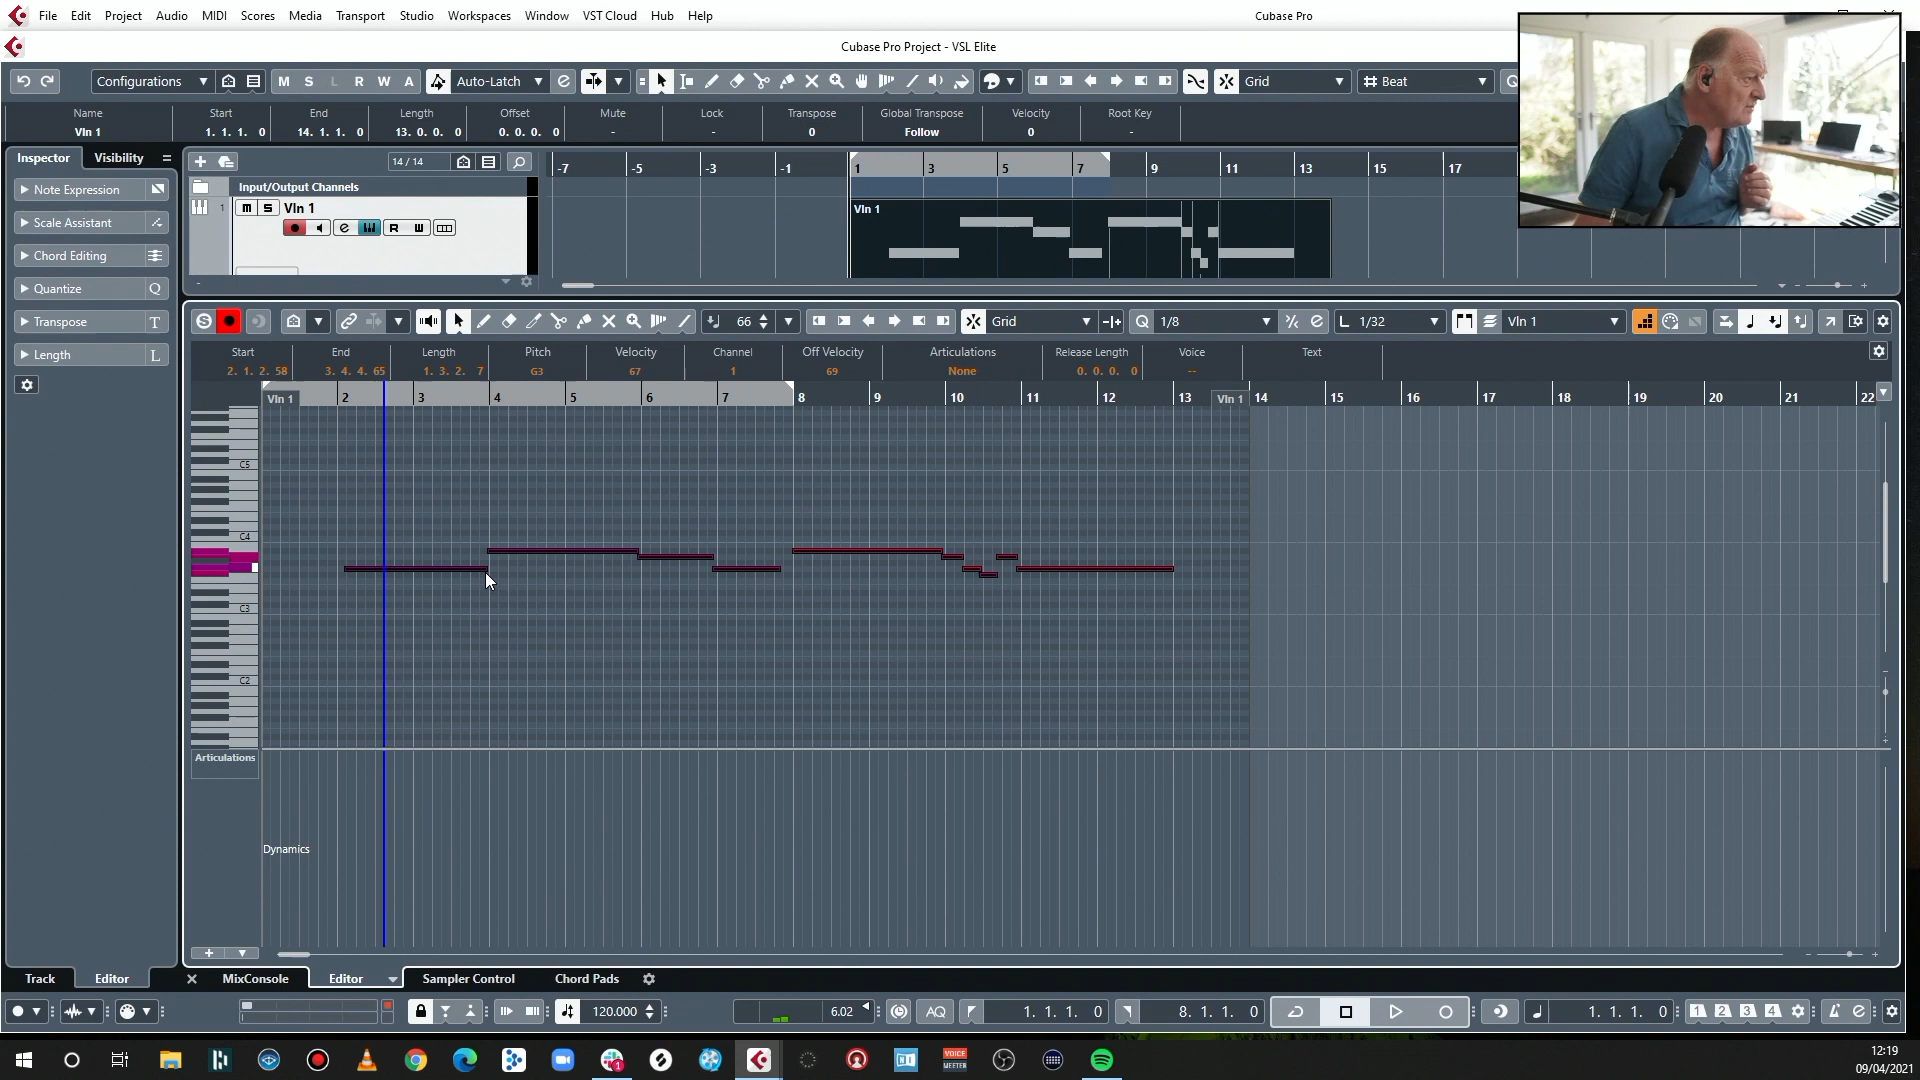 File Edit Project Audio MIDI Scores Media Transport Studio Workspaces Window VST Cloud Hub Help
Cubase Pro
Cubase Pro Project - VSL Elite
Configurations M S L R W A Auto-Latch Grid Beat
Name Start End Length Offset Mute Lock Transpose Global Transpose Velocity Root Key
Vln 1 1. 1. 1. 0 14. 1. 1. 0 13. 0. 0. 0 0. 0. 0. 0 - - 0 Follow 0 -
Inspector Visibility
14 / 14
-7 -5 -3 -1 1 3 5 7 9 11 13 15 17
Note Expression
Input/Output Channels
1 m S Vln 1
Vln 1
Scale Assistant
e R W
Chord Editing
Quantize Q
Transpose T
Length L
S 66 Grid Q 1/8 L 1/32 Vln 1
Start End Length Pitch Velocity Channel Off Velocity Articulations Release Length Voice Text
2. 1. 2. 58 3. 4. 4. 65 1. 3. 2. 7 G3 67 1 69 None 0. 0. 0. 0 --
Vln 1 2 3 4 5 6 7 8 9 10 11 12 13 Vln 1 14 15 16 17 18 19 20 21 22
C5
C4
C3
C2
Articulations
Dynamics
Track Editor MixConsole Editor Sampler Control Chord Pads
120.000 6.02 AQ 1. 1. 1. 0 8. 1. 1. 0 1. 1. 1. 0 1 2 3 4
1
VOICE
MEETER
12:19
09/04/2021